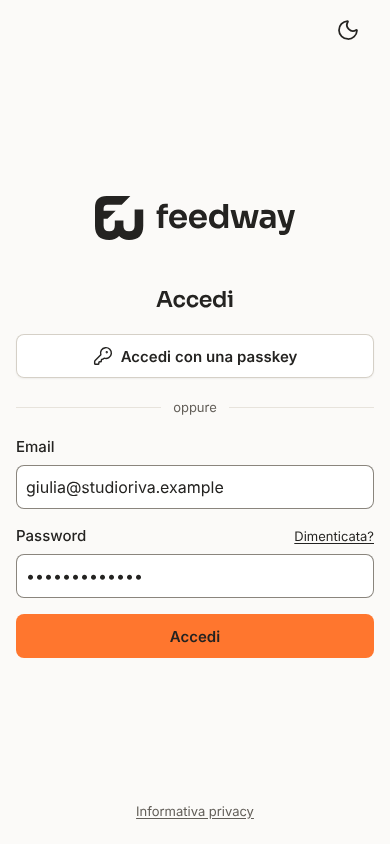 feedway
Accedi
Accedi con una passkey
oppure
Email
giulia@studioriva.example
Password
Dimenticata?
•••••••••••••
Accedi
Informativa privacy